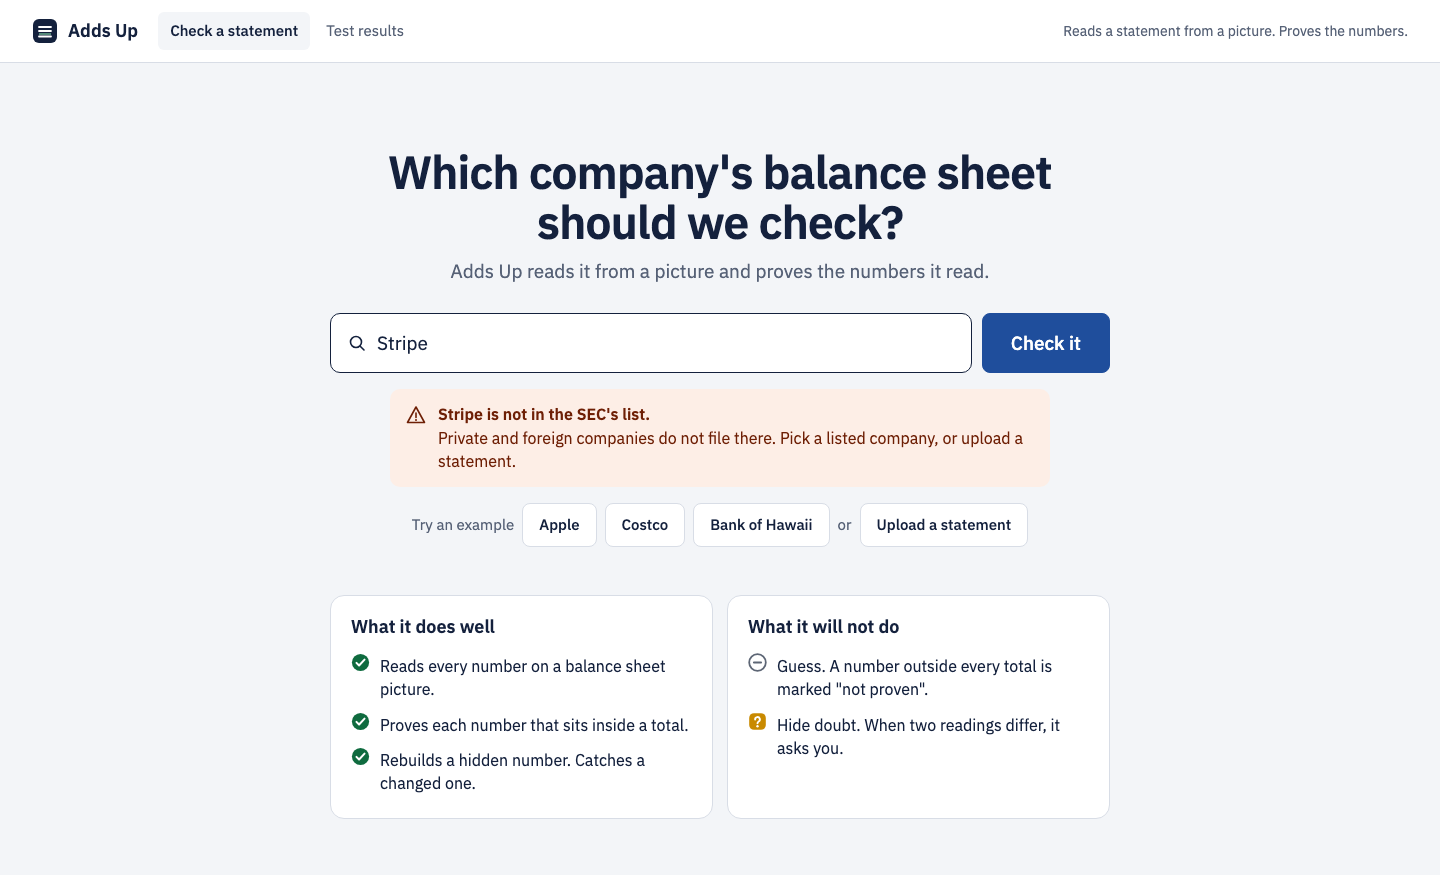 Adds Up
Check a statement
Test results
Reads a statement from a picture. Proves the numbers.
Which company's balance sheet
should we check?
Adds Up reads it from a picture and proves the numbers it read.
Stripe
Check it
Stripe is not in the SEC's list.
Private and foreign companies do not file there. Pick a listed company, or upload a
statement.
Try an example
Apple
Costco
Bank of Hawaii
or
Upload a statement
What it does well
Reads every number on a balance sheet
picture.
Proves each number that sits inside a total.
Rebuilds a hidden number. Catches a
changed one.
What it will not do
Guess. A number outside every total is
marked "not proven".
Hide doubt. When two readings differ, it
asks you.